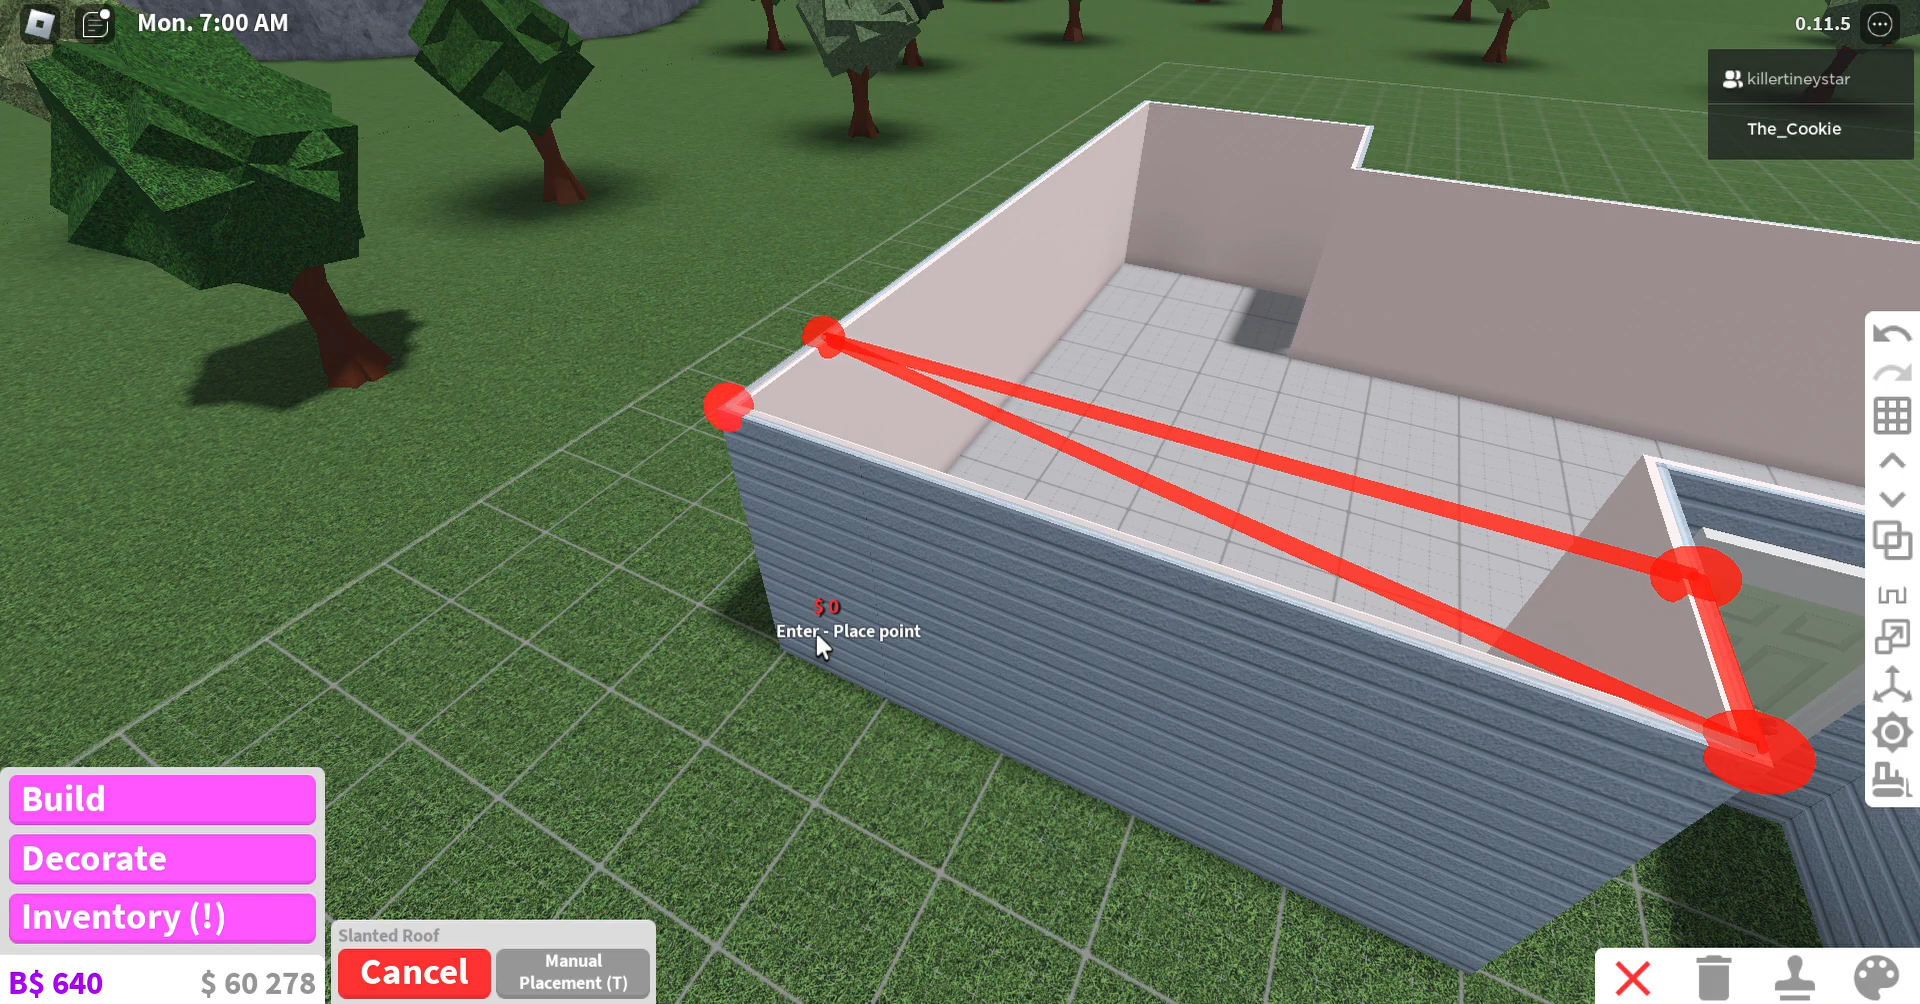 Mon. 7:00 AM
0.11.5
killertineystar
The_Cookie
$ 0
Enter - Place point
Build
Decorate
Inventory (!)
B$ 640
$ 60 278
Slanted Roof
Cancel
Manual
Placement (T)